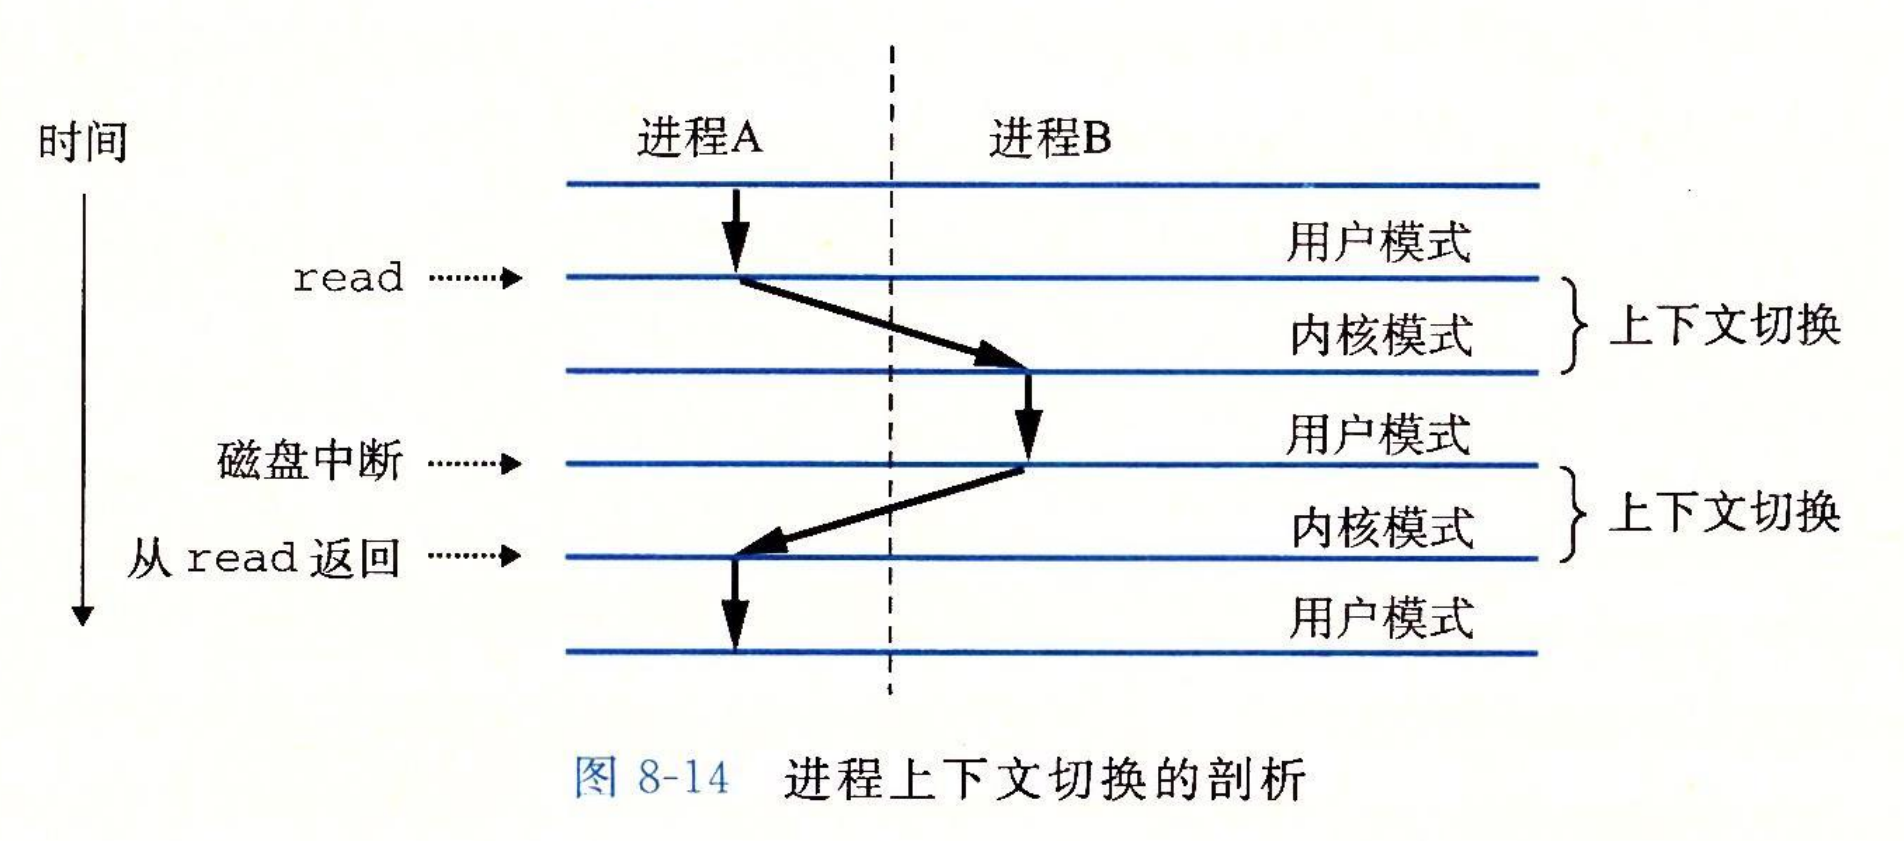 时间
进程A
进程B
用户模式
read
内核模式
上下文切换
用户模式
磁盘中断
内核模式
上下文切换
从 read 返回
用户模式
图 8-14 进程上下文切换的剖析